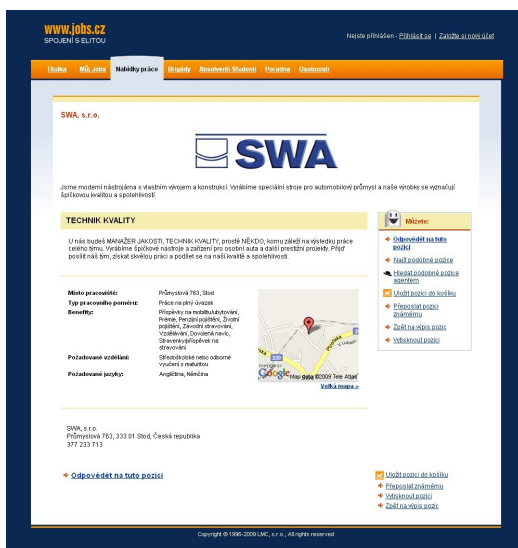 www.jobs.cz
SPOJENÍ S ELITOU
Nejste přihlášen - Přihlásit se | Založte si nový účet
Titulka Můj Jobs Nabídky práce Brigády Absolventi-Studenti Poradna Osobnosti
SWA, s.r.o.
SWA
Jsme moderní nástrojárna s vlastním vývojem a konstrukcí. Vyrábíme speciální stroje pro automobilový průmysl a naše výrobky se vyznačují
špičkovou kvalitou a spolehlivostí.
TECHNIK KVALITY
U nás budeš MANAŽER JAKOSTI, TECHNIK KVALITY, prostě NĚKDO, komu záleží na výsledku práce
celého týmu. Vyrábíme špičkové nástroje a zařízení pro osobní auta a další prestižní projekty. Přijď
posílit náš tým, získat skvělou práci a podílet se na naší kvalitě a spolehlivosti.
Místo pracoviště: Průmyslová 763, Stod
Typ pracovního poměru: Práce na plný úvazek
Benefity: Příspěvky na mobilitu/ubytování,
Prémie, Penzijní pojištění, Životní
pojištění, Závodní stravování,
Vzdělávání, Dovolená navíc,
Stravenky/příspěvek na
stravování
Požadované vzdělání: Středoškolské nebo odborné
vyučení s maturitou
Požadované jazyky: Angličtina, Němčina
Plzeňská
230
Google
Map data ©2009 Tele Atlas
Velká mapa »
Můžete:
Odpovědět na tuto
pozici
Najít podobné pozice
Hledat podobné pozice
agentem
Uložit pozici do košíku
Přeposlat pozici
známému
Zpět na výpis pozic
Vytisknout pozici
SWA, s.r.o.
Průmyslová 763, 333 01 Stod, Česká republika
377 233 713
Odpovědět na tuto pozici
Uložit pozici do košíku
Přeposlat známému
Vytisknout pozici
Zpět na výpis pozic
Copyright © 1996-2009 LMC, s.r.o., All rights reserved